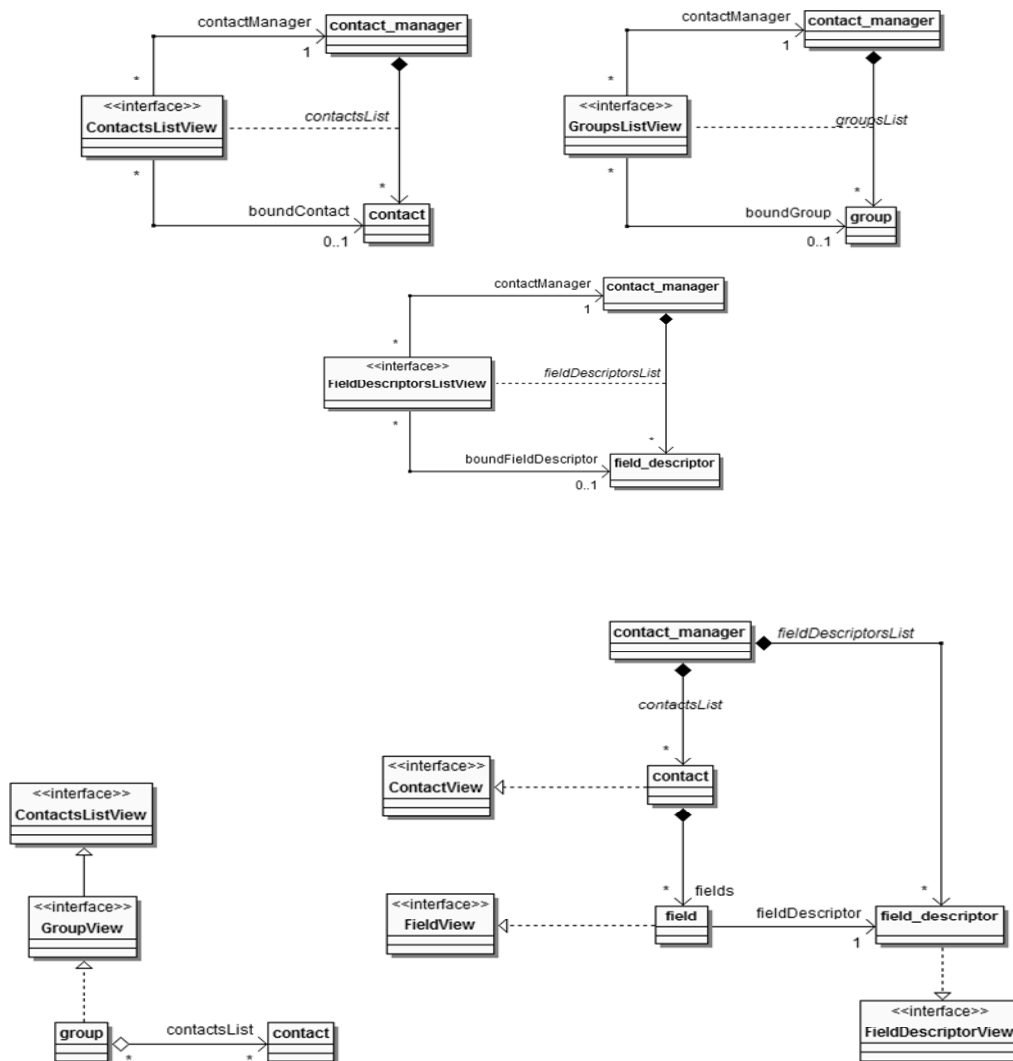 contactManager
contact_manager
1
*
<<interface>>
ContactsListView
contactsList
*
*
boundContact
contact
0..1
contactManager
contact_manager
1
*
<<interface>>
GroupsListView
groupsList
*
*
boundGroup
group
0..1
contactManager
contact_manager
1
*
<<interface>>
FieldDescriptorsListView
fieldDescriptorsList
*
*
boundFieldDescriptor
field_descriptor
0..1
contact_manager
fieldDescriptorsList
contactsList
*
<<interface>>
ContactView
contact
<<interface>>
ContactsListView
<<interface>>
GroupView
* fields
*
<<interface>>
FieldView
field
fieldDescriptor
1
field_descriptor
group
contactsList
contact
*
*
<<interface>>
FieldDescriptorView